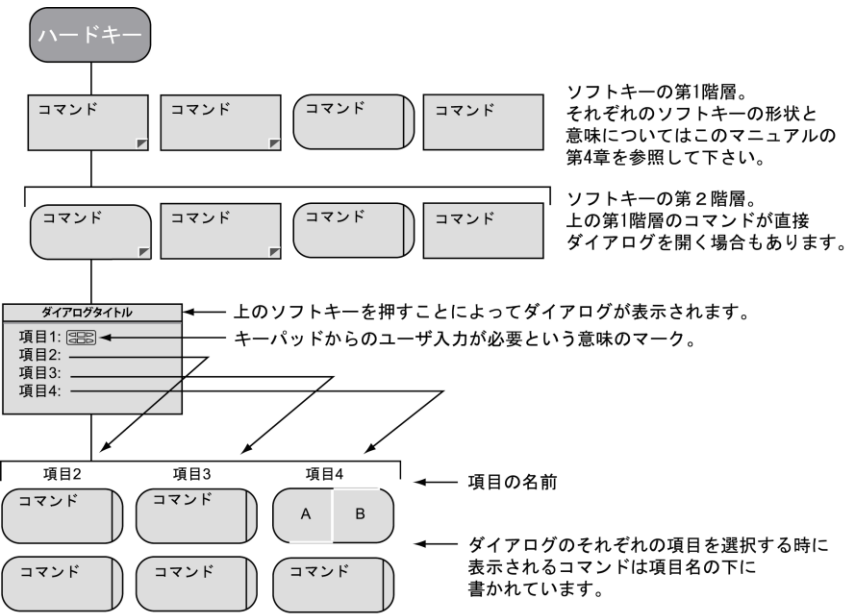 ハードキー
コマンド
コマンド
コマンド
コマンド
ソフトキーの第1階層。
それぞれのソフトキーの形状と
意味についてはこのマニュアルの
第4章を参照して下さい。
コマンド
コマンド
コマンド
コマンド
ソフトキーの第２階層。
上の第1階層のコマンドが直接
ダイアログを開く場合もあります。
ダイアログタイトル
上のソフトキーを押すことによってダイアログが表示されます。
項目1:
キーパッドからのユーザ入力が必要という意味のマーク。
項目2:
項目3:
項目4:
項目2
項目3
項目4
項目の名前
コマンド
コマンド
A
B
ダイアログのそれぞれの項目を選択する時に
表示されるコマンドは項目名の下に
書かれています。
コマンド
コマンド
コマンド